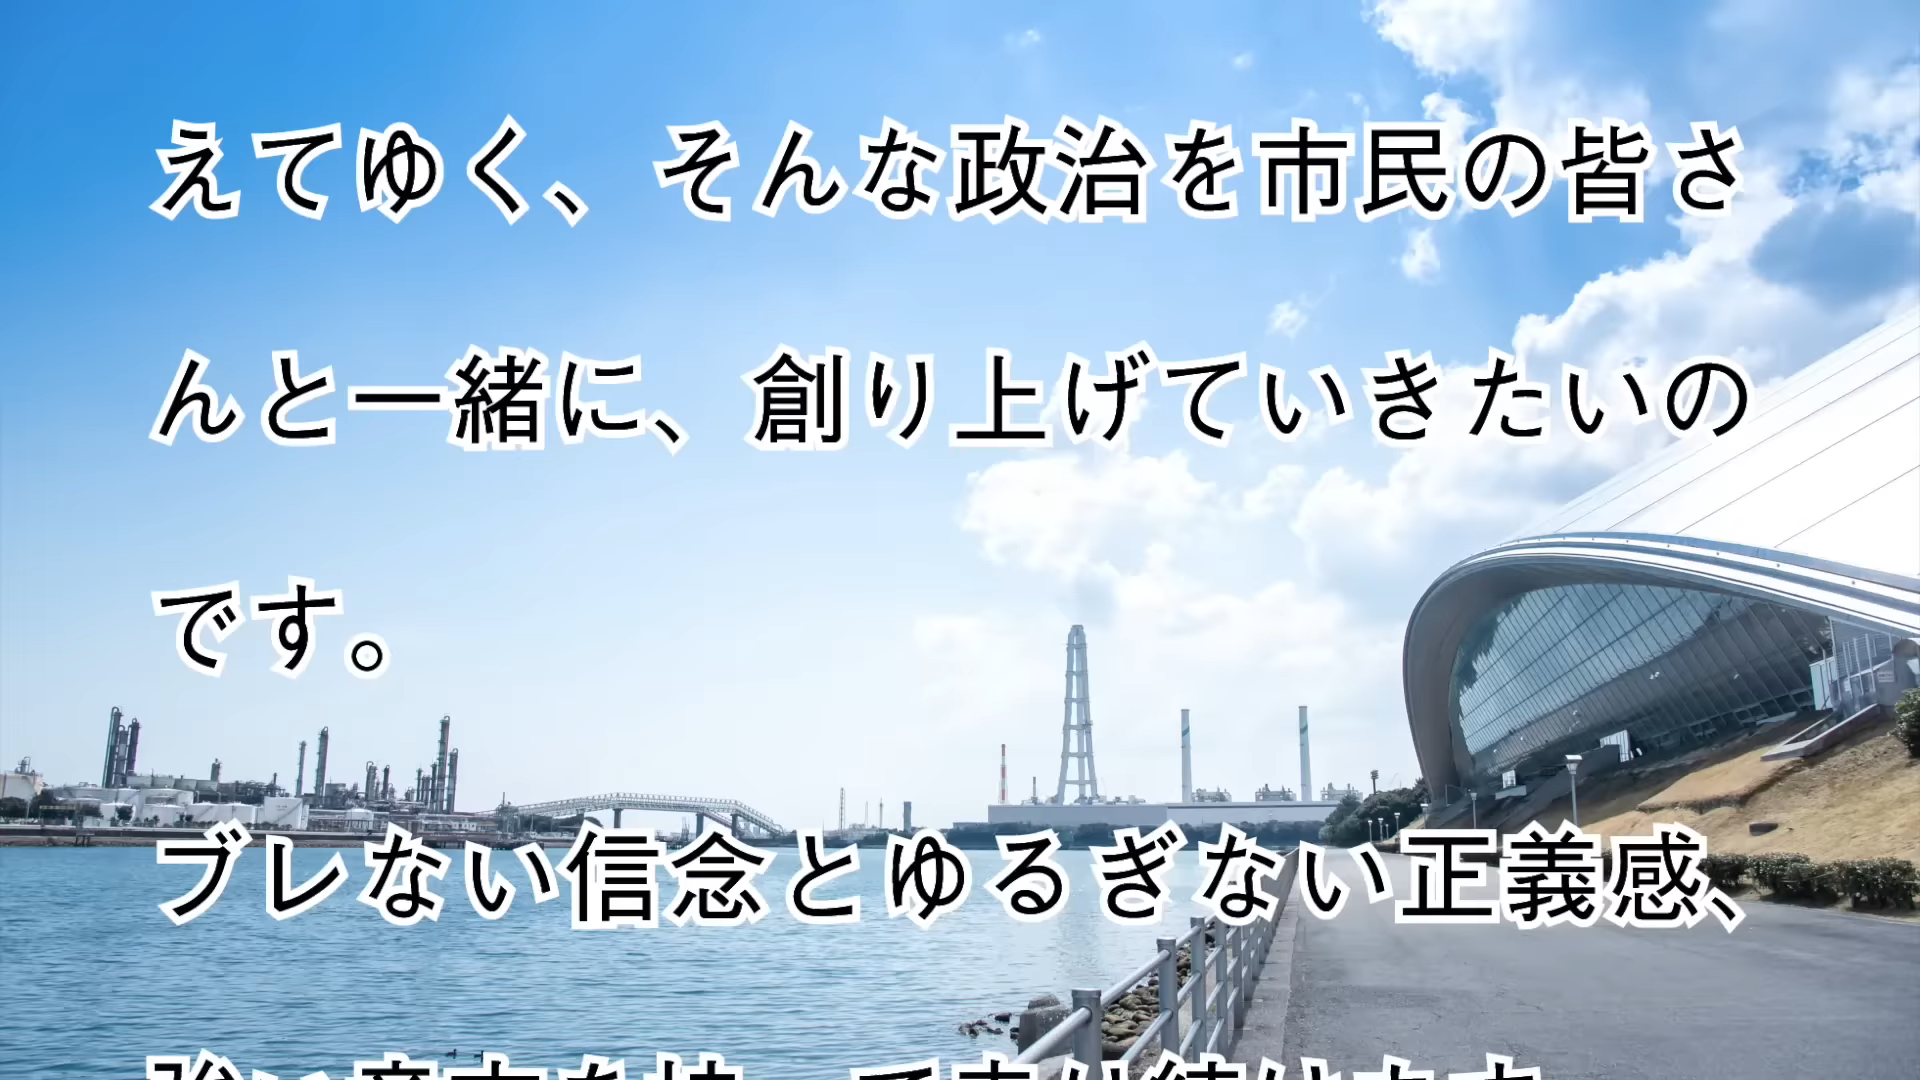 えてゆく、そんな政治を市民の皆さ
んと一緒に、創り上げていきたいの
です。
ブレない信念とゆるぎない正義感、